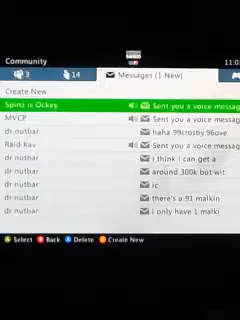 Community
11:0
3
14
Messages (1 New)
Create New
Spinz is Ockey Sent you a voice messag
MVCP Sent you a voice messag
dr nutbar haha 99crosby.96ove
Raid Kav Sent you a voice messag
dr nutbar i think i can get a
dr nutbar around 300k but wit
dr nutbar ic
dr nutbar there's a 91 malkin
dr nutbar i only have 1 malki
A Select B Back X Delete Y Create New